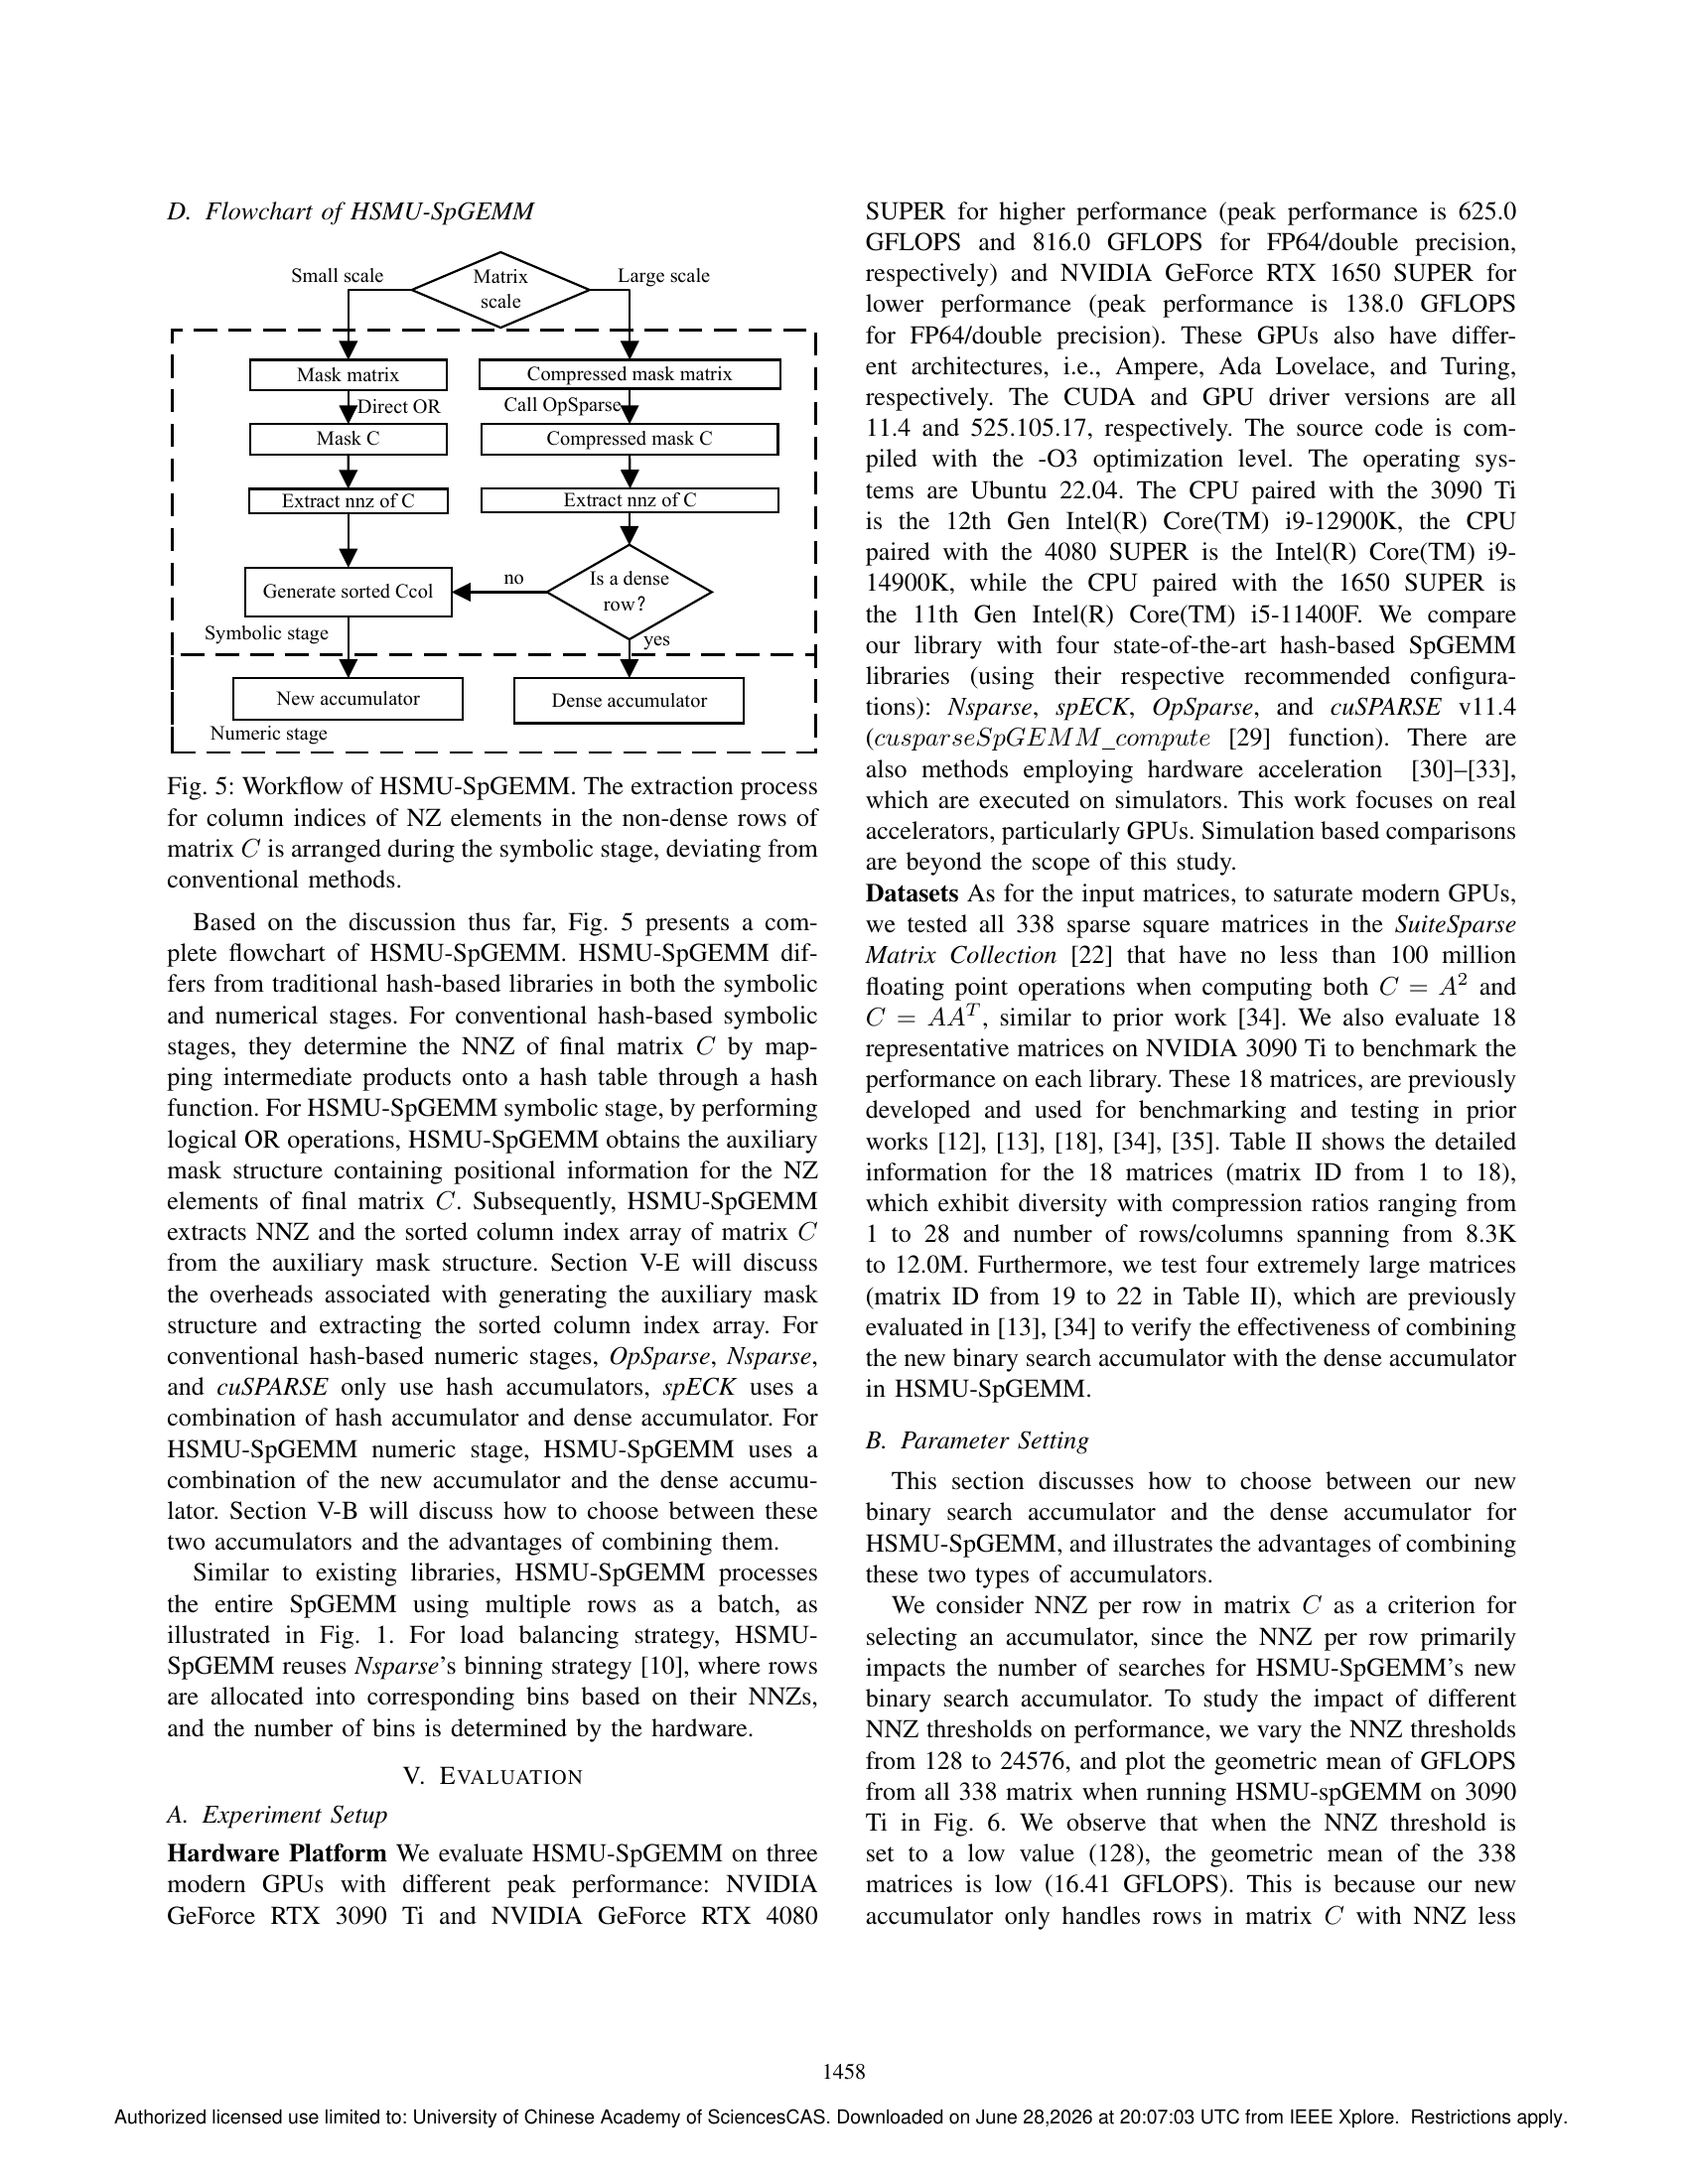 D. Flowchart of HSMU-SpGEMM
Small scale
Matrix
scale
Large scale
Mask matrix
Compressed mask matrix
Direct OR
Call OpSparse
Mask C
Compressed mask C
Extract nnz of C
Extract nnz of C
Generate sorted Ccol
no
Is a dense
row?
Symbolic stage
yes
New accumulator
Dense accumulator
Numeric stage
Fig. 5: Workflow of HSMU-SpGEMM. The extraction process
for column indices of NZ elements in the non-dense rows of
matrix C is arranged during the symbolic stage, deviating from
conventional methods.
Based on the discussion thus far, Fig. 5 presents a com-
plete flowchart of HSMU-SpGEMM. HSMU-SpGEMM dif-
fers from traditional hash-based libraries in both the symbolic
and numerical stages. For conventional hash-based symbolic
stages, they determine the NNZ of final matrix C by map-
ping intermediate products onto a hash table through a hash
function. For HSMU-SpGEMM symbolic stage, by performing
logical OR operations, HSMU-SpGEMM obtains the auxiliary
mask structure containing positional information for the NZ
elements of final matrix C. Subsequently, HSMU-SpGEMM
extracts NNZ and the sorted column index array of matrix C
from the auxiliary mask structure. Section V-E will discuss
the overheads associated with generating the auxiliary mask
structure and extracting the sorted column index array. For
conventional hash-based numeric stages, OpSparse, Nsparse,
and cuSPARSE only use hash accumulators, spECK uses a
combination of hash accumulator and dense accumulator. For
HSMU-SpGEMM numeric stage, HSMU-SpGEMM uses a
combination of the new accumulator and the dense accumu-
lator. Section V-B will discuss how to choose between these
two accumulators and the advantages of combining them.
Similar to existing libraries, HSMU-SpGEMM processes
the entire SpGEMM using multiple rows as a batch, as
illustrated in Fig. 1. For load balancing strategy, HSMU-
SpGEMM reuses Nsparse's binning strategy [10], where rows
are allocated into corresponding bins based on their NNZs,
and the number of bins is determined by the hardware.
V. EVALUATION
A. Experiment Setup
Hardware Platform We evaluate HSMU-SpGEMM on three
modern GPUs with different peak performance: NVIDIA
GeForce RTX 3090 Ti and NVIDIA GeForce RTX 4080
SUPER for higher performance (peak performance is 625.0
GFLOPS and 816.0 GFLOPS for FP64/double precision,
respectively) and NVIDIA GeForce RTX 1650 SUPER for
lower performance (peak performance is 138.0 GFLOPS
for FP64/double precision). These GPUs also have differ-
ent architectures, i.e., Ampere, Ada Lovelace, and Turing,
respectively. The CUDA and GPU driver versions are all
11.4 and 525.105.17, respectively. The source code is com-
piled with the -O3 optimization level. The operating sys-
tems are Ubuntu 22.04. The CPU paired with the 3090 Ti
is the 12th Gen Intel(R) Core(TM) i9-12900K, the CPU
paired with the 4080 SUPER is the Intel(R) Core(TM) i9-
14900K, while the CPU paired with the 1650 SUPER is
the 11th Gen Intel(R) Core(TM) i5-11400F. We compare
our library with four state-of-the-art hash-based SpGEMM
libraries (using their respective recommended configura-
tions): Nsparse, spECK, OpSparse, and cuSPARSE v11.4
(cusparseSpGEMM_compute [29] function). There are
also methods employing hardware acceleration [30]–[33],
which are executed on simulators. This work focuses on real
accelerators, particularly GPUs. Simulation based comparisons
are beyond the scope of this study.
Datasets As for the input matrices, to saturate modern GPUs,
we tested all 338 sparse square matrices in the SuiteSparse
Matrix Collection [22] that have no less than 100 million
floating point operations when computing both C = A² and
C = AAᵀ, similar to prior work [34]. We also evaluate 18
representative matrices on NVIDIA 3090 Ti to benchmark the
performance on each library. These 18 matrices, are previously
developed and used for benchmarking and testing in prior
works [12], [13], [18], [34], [35]. Table II shows the detailed
information for the 18 matrices (matrix ID from 1 to 18),
which exhibit diversity with compression ratios ranging from
1 to 28 and number of rows/columns spanning from 8.3K
to 12.0M. Furthermore, we test four extremely large matrices
(matrix ID from 19 to 22 in Table II), which are previously
evaluated in [13], [34] to verify the effectiveness of combining
the new binary search accumulator with the dense accumulator
in HSMU-SpGEMM.
B. Parameter Setting
This section discusses how to choose between our new
binary search accumulator and the dense accumulator for
HSMU-SpGEMM, and illustrates the advantages of combining
these two types of accumulators.
We consider NNZ per row in matrix C as a criterion for
selecting an accumulator, since the NNZ per row primarily
impacts the number of searches for HSMU-SpGEMM's new
binary search accumulator. To study the impact of different
NNZ thresholds on performance, we vary the NNZ thresholds
from 128 to 24576, and plot the geometric mean of GFLOPS
from all 338 matrix when running HSMU-spGEMM on 3090
Ti in Fig. 6. We observe that when the NNZ threshold is
set to a low value (128), the geometric mean of the 338
matrices is low (16.41 GFLOPS). This is because our new
accumulator only handles rows in matrix C with NNZ less
1458
Authorized licensed use limited to: University of Chinese Academy of SciencesCAS. Downloaded on June 28,2026 at 20:07:03 UTC from IEEE Xplore. Restrictions apply.